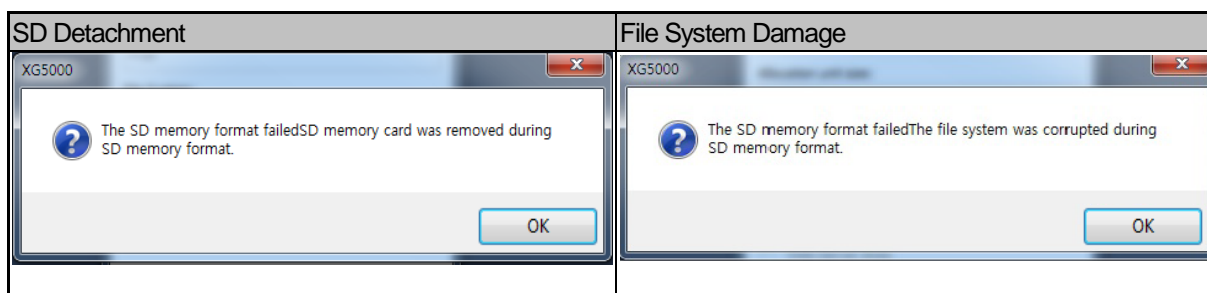 SD Detachment
File System Damage
XG5000
The SD memory format failedSD memory card was removed during
SD memory format.
OK
XG5000
The SD memory format failedThe file system was corrupted during
SD memory format.
OK